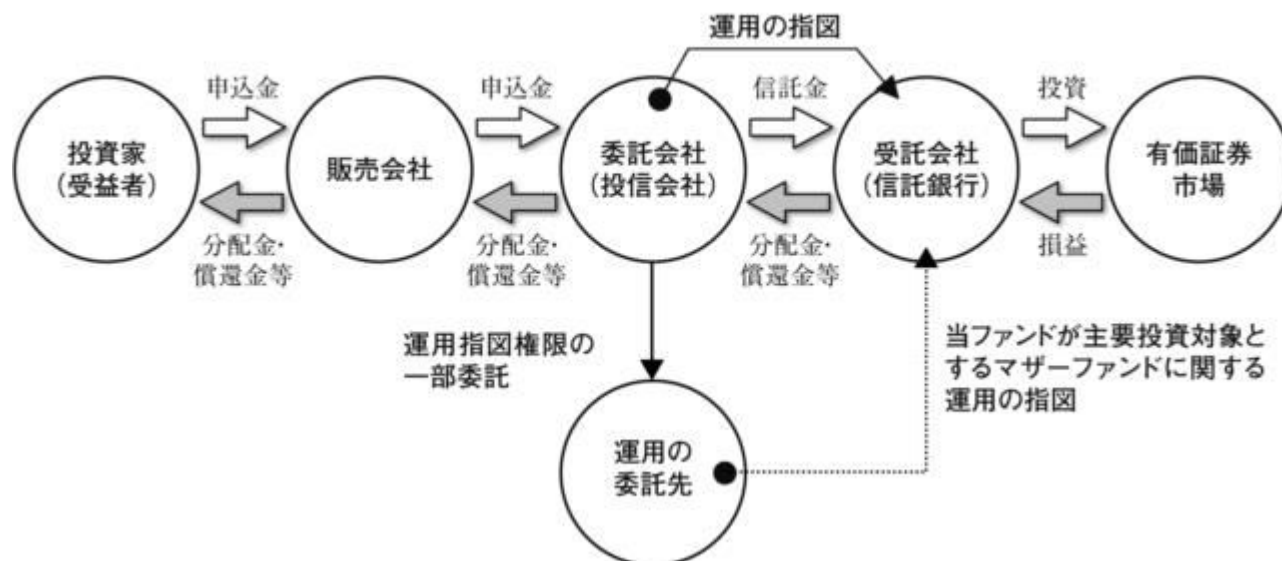 運用の指図
申込金
申込金
信託金
投資
投資家
（受益者）
販売会社
委託会社
（投信会社）
受託会社
（信託銀行）
有価証券
市場
分配金・
償還金等
分配金・
償還金等
分配金・
償還金等
損益
運用指図権限の
一部委託
当ファンドが主要投資対象と
するマザーファンドに関する
運用の指図
運用の
委託先